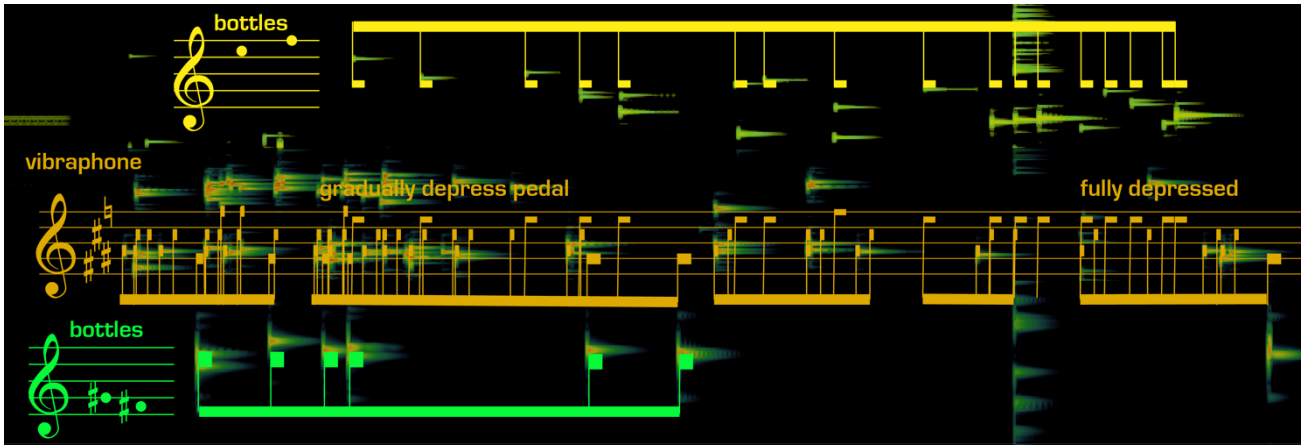 bottles
vibraphone
gradually depress pedal
fully depressed
bottles